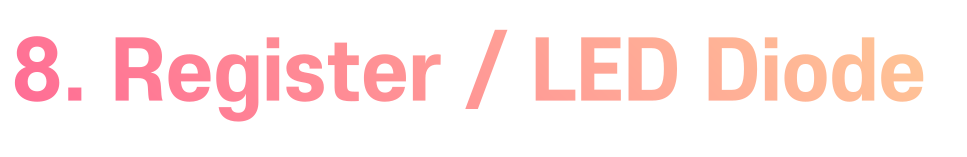 8. Register / LED Diode